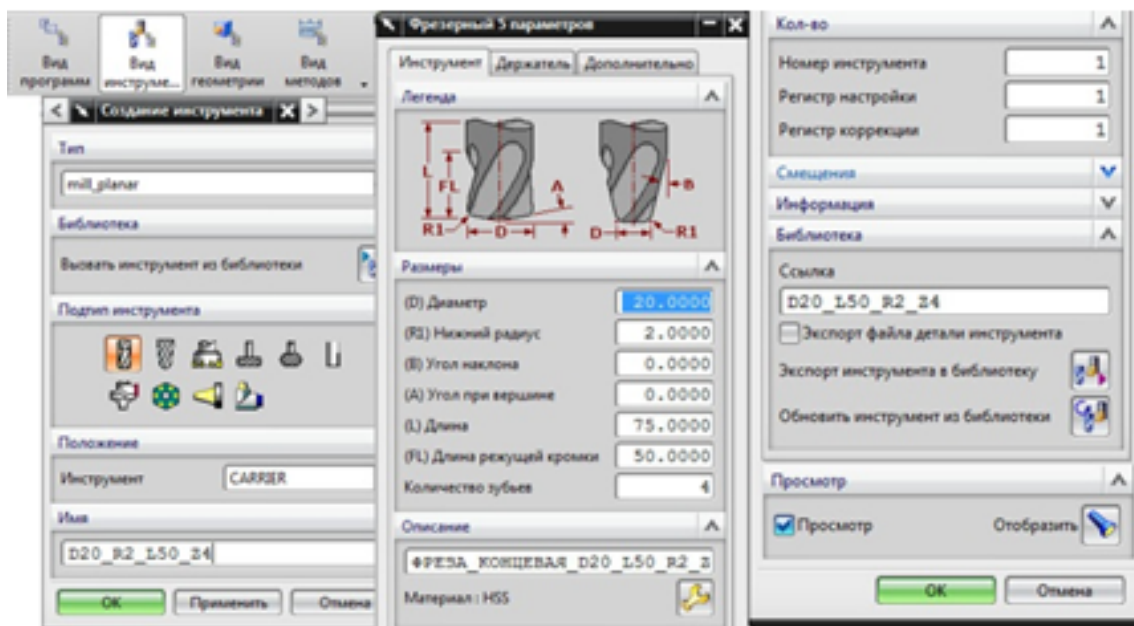 Вид программ
Вид инструме...
Вид геометрии
Вид методов
Создание инструмента
Тип
mill_planar
Библиотека
Вызвать инструмент из библиотеки
Подтип инструмента
Положение
Инструмент CARRIER
Имя
D20_R2_L50_Z4
ОК Применить Отмена
Фрезерный 5 параметров
Инструмент Держатель Дополнительно
Легенда
L FL A B
R1 D D R1
Размеры
(D) Диаметр 20.0000
(R1) Нижний радиус 2.0000
(B) Угол наклона 0.0000
(A) Угол при вершине 0.0000
(L) Длина 75.0000
(FL) Длина режущей кромки 50.0000
Количество зубьев 4
Описание
ФРЕЗА_КОНЦЕВАЯ_D20_L50_R2_Z
Материал : HSS
Кол-во
Номер инструмента 1
Регистр настройки 1
Регистр коррекции 1
Смещения
Информация
Библиотека
Ссылка
D20_L50_R2_Z4
Экспорт файла детали инструмента
Экспорт инструмента в библиотеку
Обновить инструмент из библиотеки
Просмотр
Просмотр Отобразить
ОК Отмена